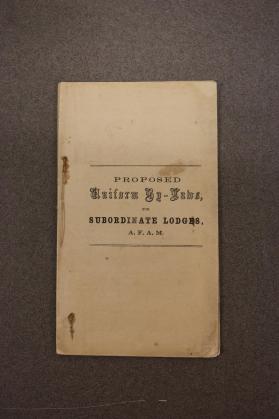 PROPOSED
Uniform By-Laws,
FOR
SUBORDINATE LODGES,
A. F. A. M.